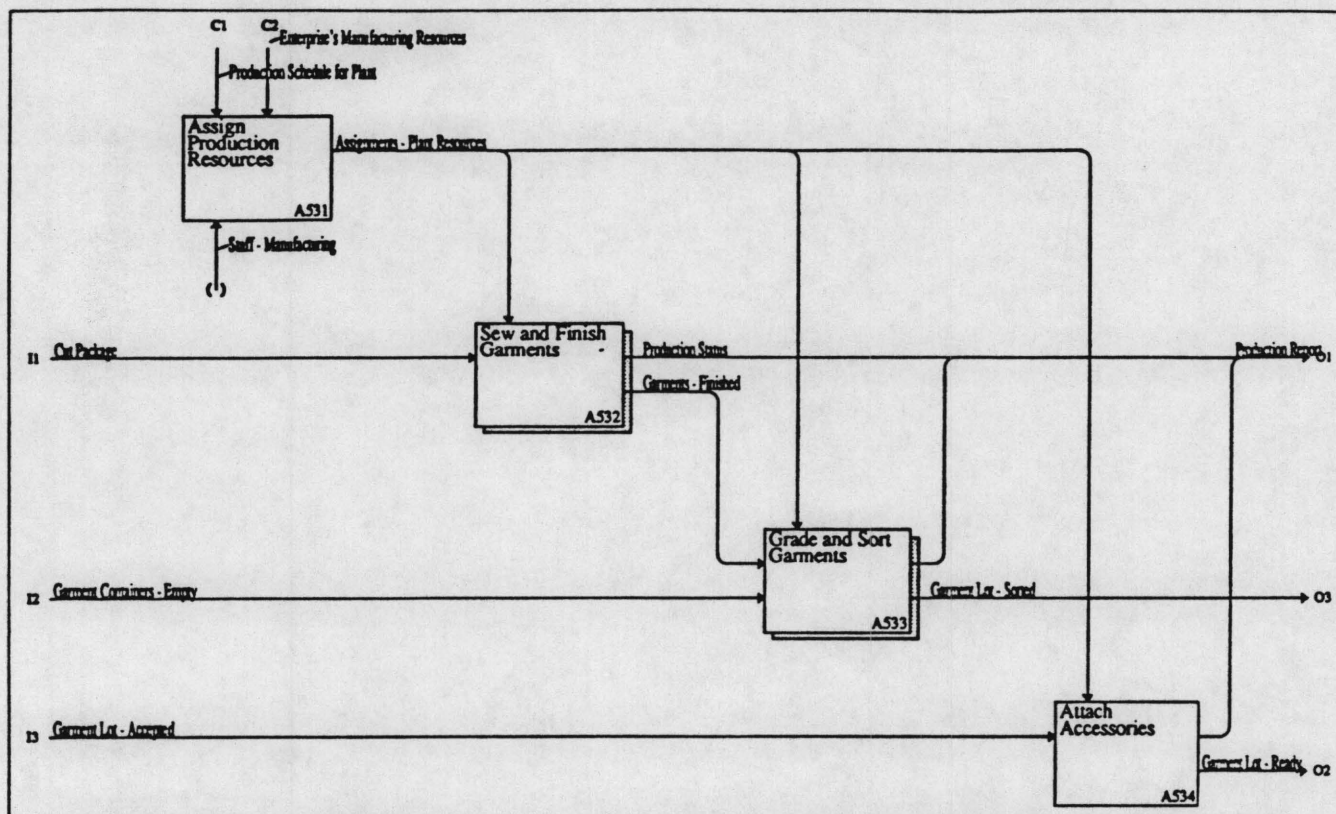 C1 C2
Enterprise's Manufacturing Resources
Production Schedule for Plant
Assign
Production
Resources
A531
Assignments - Plant Resources
Staff - Manufacturing
(-)
Sew and Finish
Garments
A532
I1 Cut Package
Production Status
Production Report O1
Garments - Finished
Grade and Sort
Garments
A533
I2 Garment Containers - Empty
Garment Lot - Sorted O3
Attach
Accessories
A534
I3 Garment Lot - Accepted
Garment Lot - Ready O2